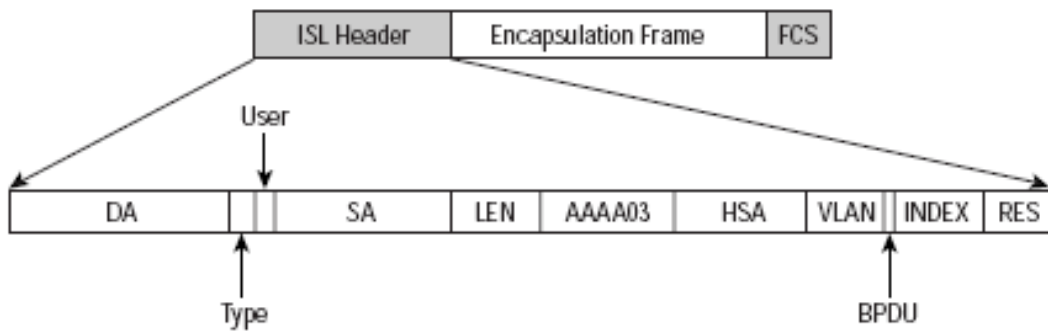 ISL Header Encapsulation Frame FCS
User
DA SA LEN AAAA03 HSA VLAN INDEX RES
Type BPDU